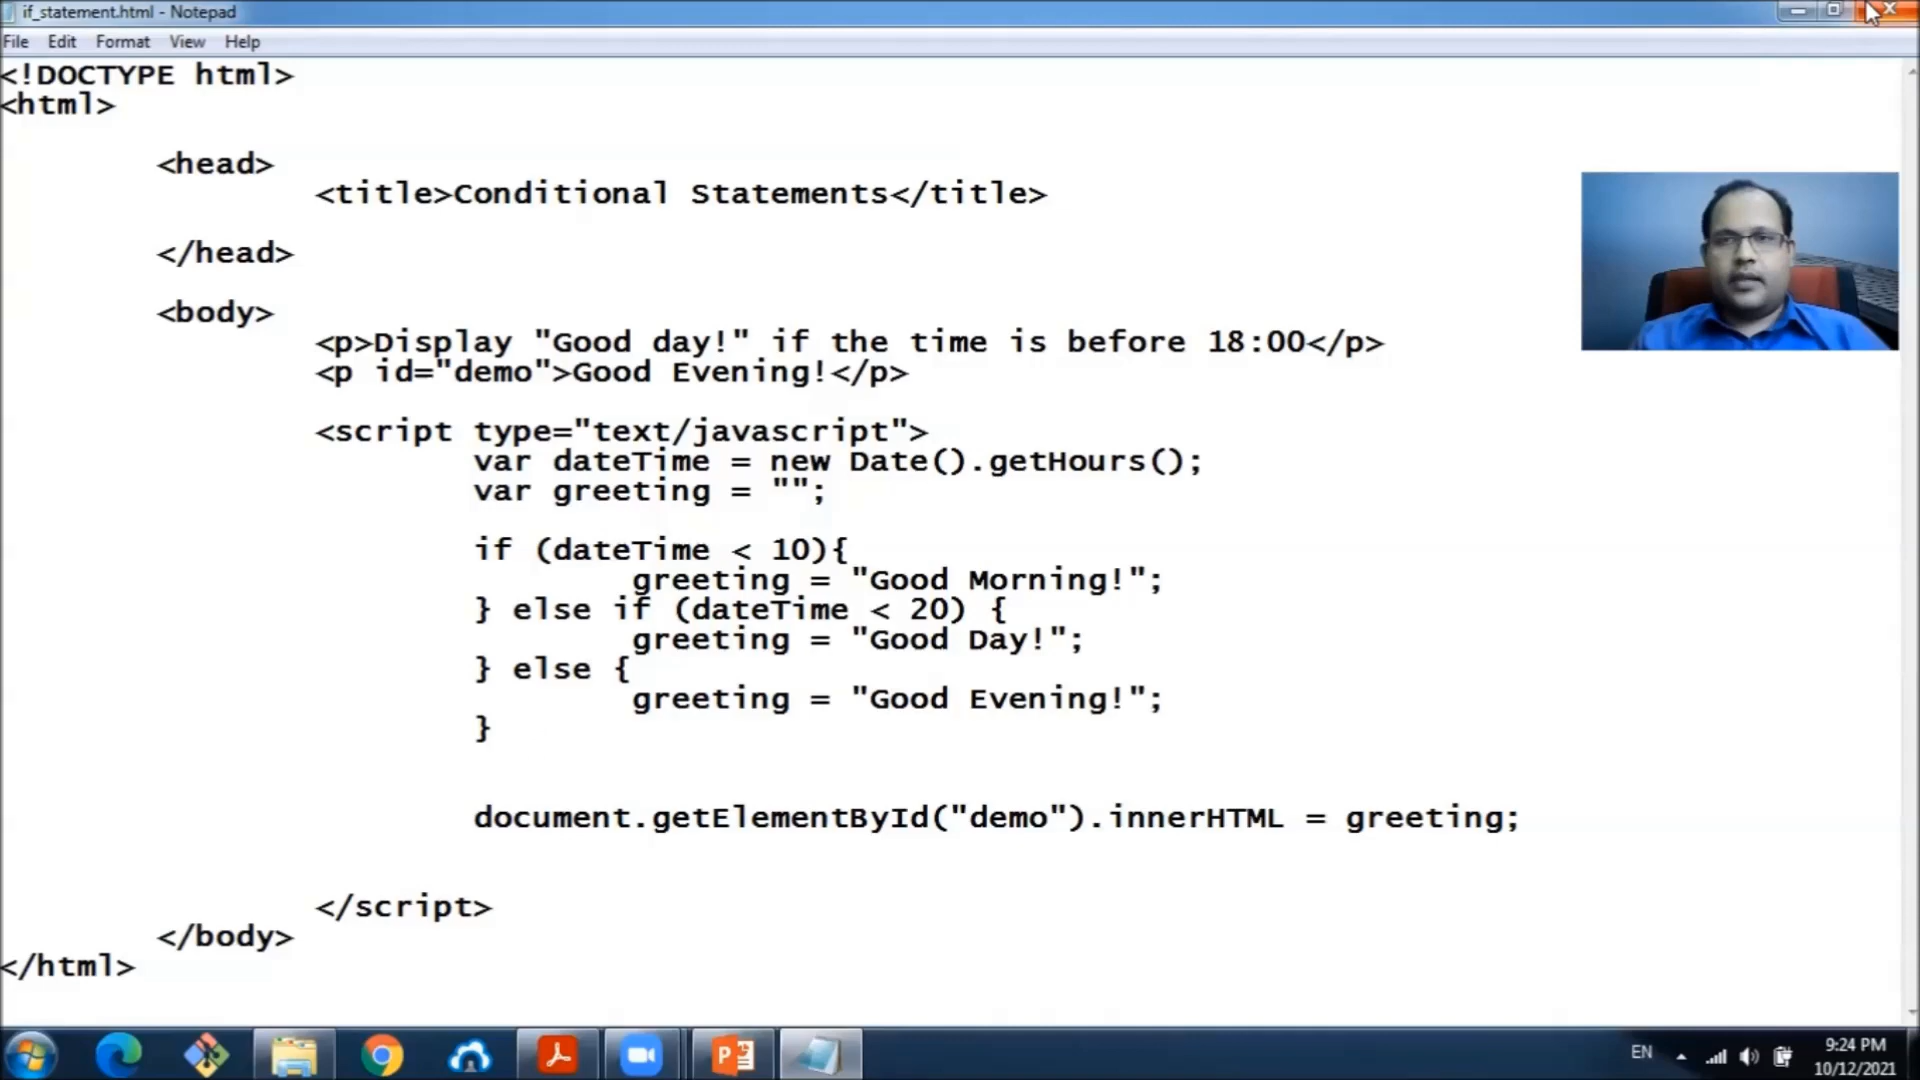 if_statement.html - Notepad
File Edit Format View Help
<!DOCTYPE html>
<html>
<head>
<title>Conditional Statements</title>
</head>
<body>
<p>Display "Good day!" if the time is before 18:00</p>
<p id="demo">Good Evening!</p>
<script type="text/javascript">
var dateTime = new Date().getHours();
var greeting = "";
if (dateTime < 10){
greeting = "Good Morning!";
} else if (dateTime < 20) {
greeting = "Good Day!";
} else {
greeting = "Good Evening!";
}
document.getElementById("demo").innerHTML = greeting;
</script>
</body>
</html>
EN
9:24 PM
10/12/2021